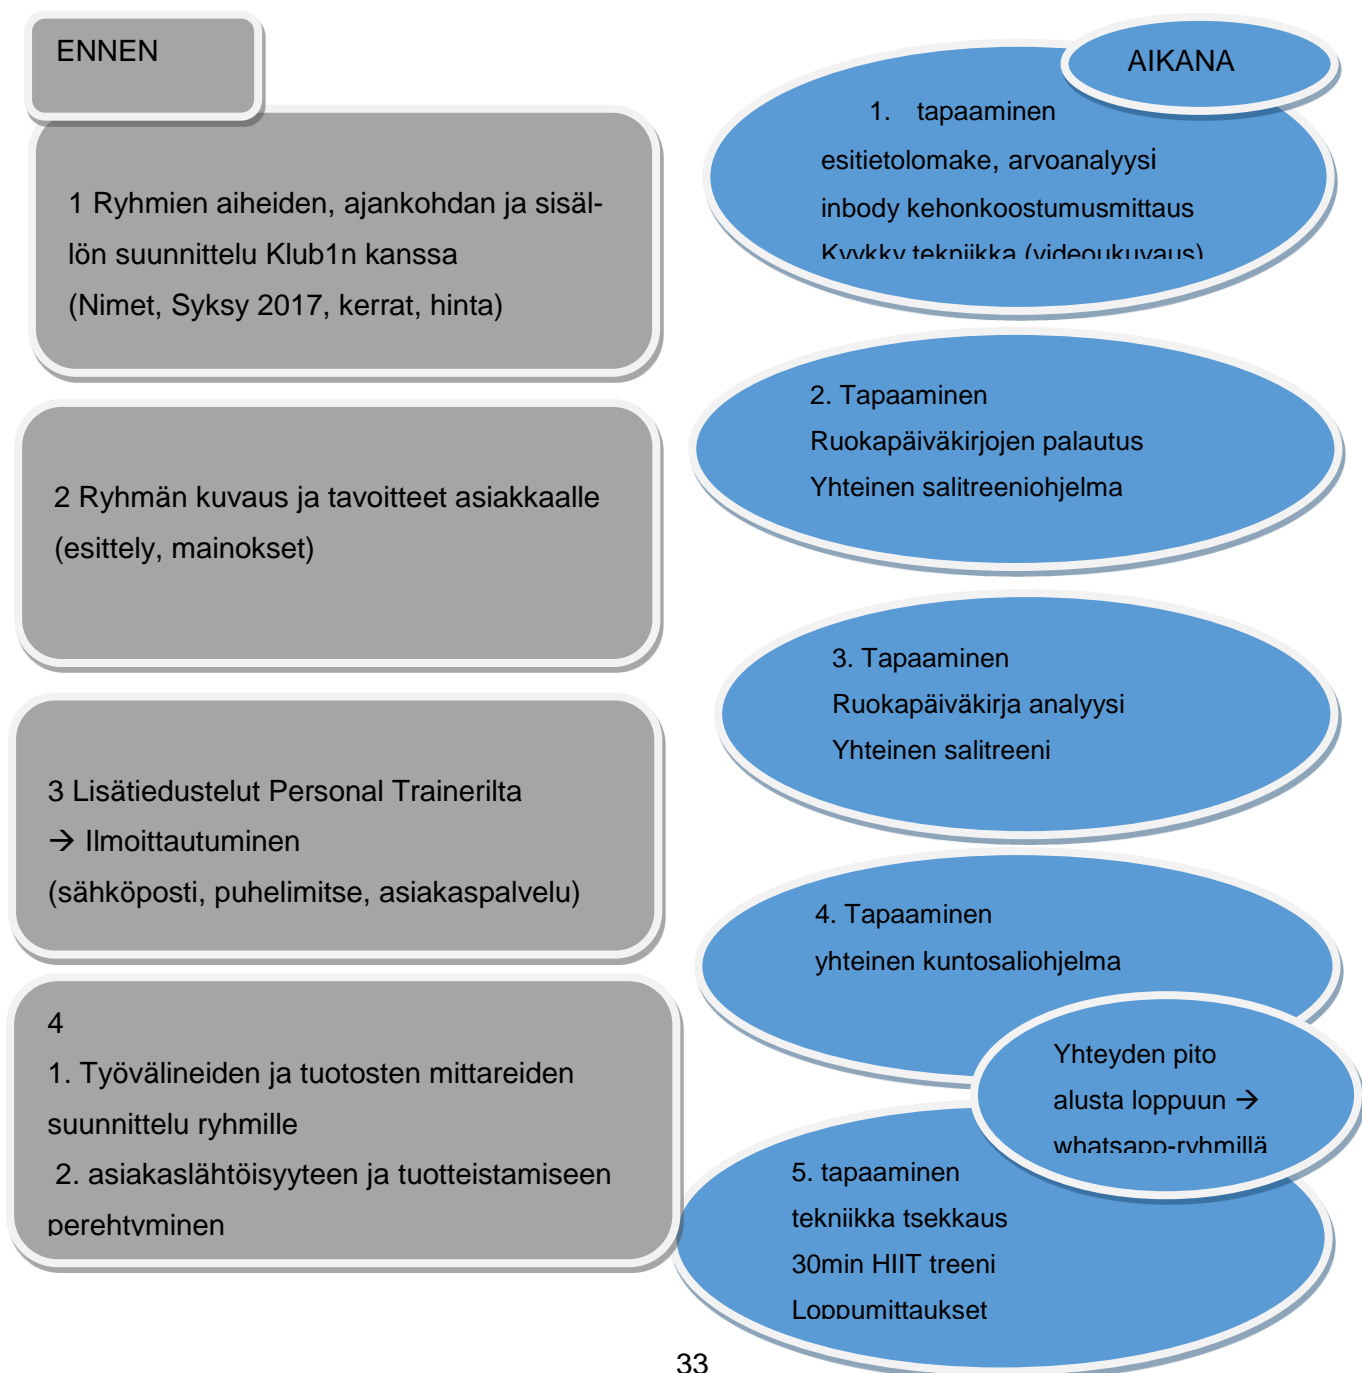 ENNEN
1 Ryhmien aiheiden, ajankohdan ja sisäl-
lön suunnittelu Klub1n kanssa
(Nimet, Syksy 2017, kerrat, hinta)
2 Ryhmän kuvaus ja tavoitteet asiakkaalle
(esittely, mainokset)
3 Lisätiedustelut Personal Trainerilta
→ Ilmoittautuminen
(sähköposti, puhelimitse, asiakaspalvelu)
4
1. Työvälineiden ja tuotosten mittareiden
suunnittelu ryhmille
2. asiakaslähtöisyyteen ja tuotteistamiseen
perehtyminen
AIKANA
1. tapaaminen
esitietolomake, arvoanalyysi
inbody kehonkoostumusmittaus
Kyykky tekniikka (videoukuvaus)
2. Tapaaminen
Ruokapäiväkirjojen palautus
Yhteinen salitreeniohjelma
3. Tapaaminen
Ruokapäiväkirja analyysi
Yhteinen salitreeni
4. Tapaaminen
yhteinen kuntosaliohjelma
Yhteyden pito
alusta loppuun →
whatsapp-ryhmillä
5. tapaaminen
tekniikka tsekkaus
30min HIIT treeni
Loppumittaukset
33